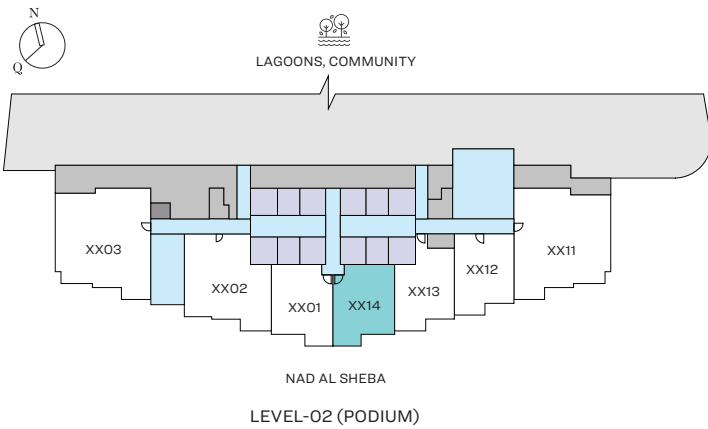 N
Q
LAGOONS, COMMUNITY
XX03
XX02
XX01
XX14
XX13
XX12
XX11
NAD AL SHEBA
LEVEL-02 (PODIUM)